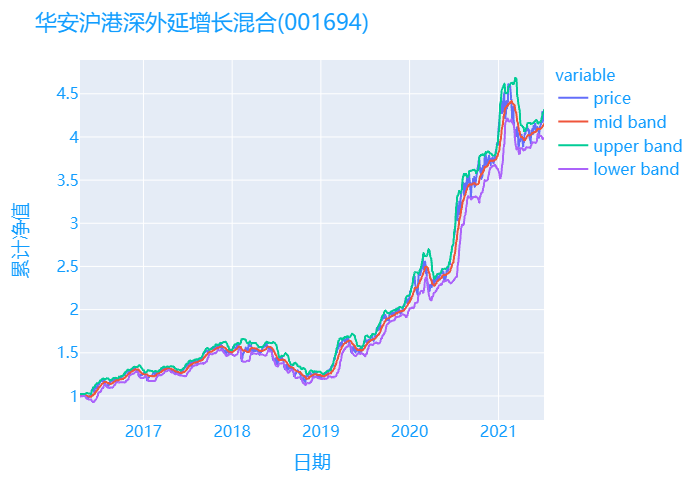 华安沪港深外延增长混合(001694)
variable
price
mid band
upper band
lower band
累计净值
4.5
4
3.5
3
2.5
2
1.5
1
2017 2018 2019 2020 2021
日期